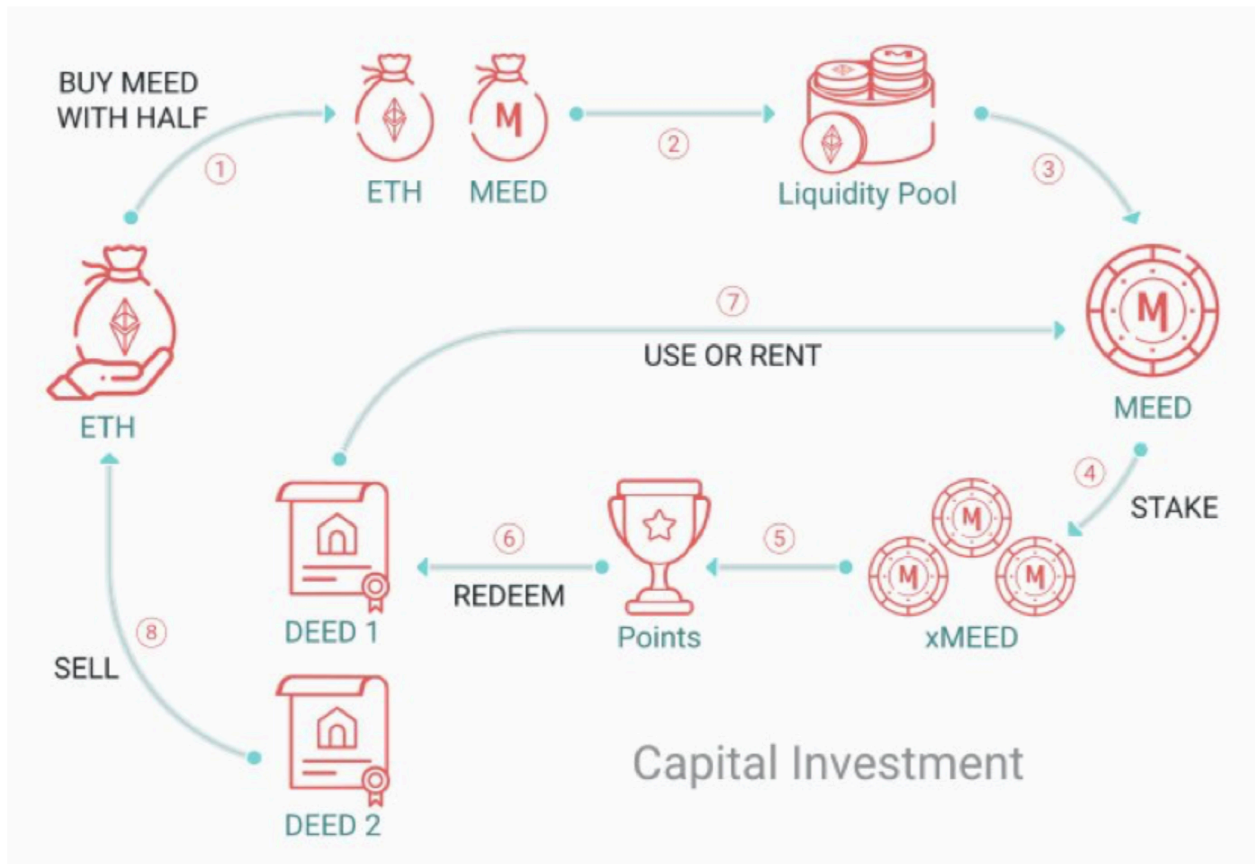 BUY MEED
WITH HALF
1
ETH
M
MEED
2
Liquidity Pool
3
ETH
7
USE OR RENT
M
MEED
4
STAKE
M
M
M
xMEED
5
Points
6
REDEEM
DEED 1
8
SELL
DEED 2
Capital Investment